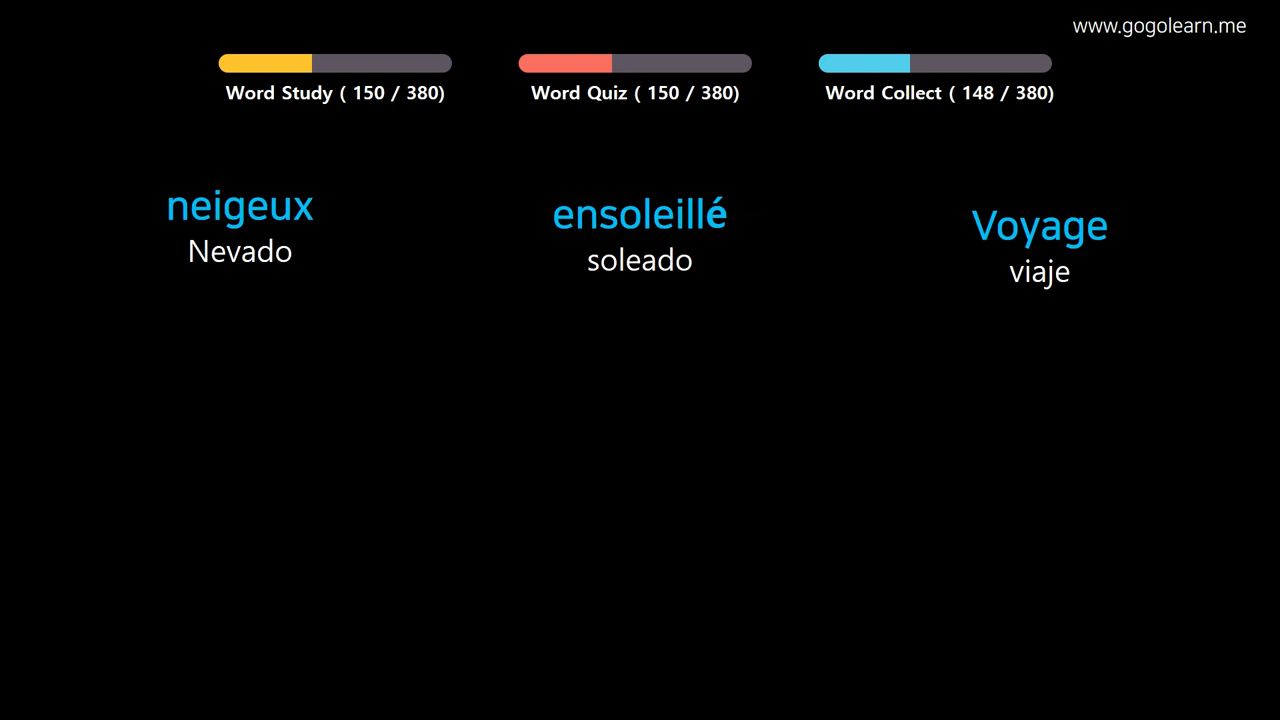 www.gogolearn.me
Word Study ( 150 / 380)
Word Quiz ( 150 / 380)
Word Collect ( 148 / 380)
neigeux
Nevado
ensoleillé
soleado
Voyage
viaje